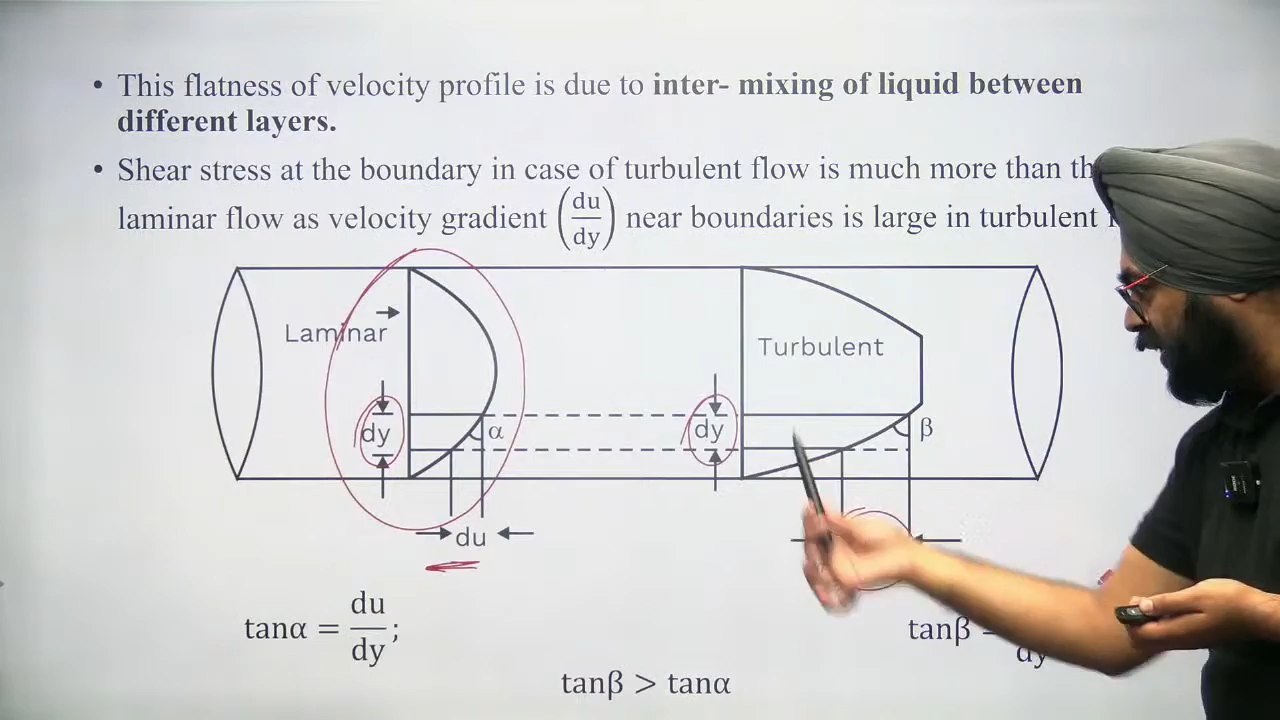 • This flatness of velocity profile is due to inter- mixing of liquid between
different layers.
• Shear stress at the boundary in case of turbulent flow is much more than
laminar flow as velocity gradient (du/dy) near boundaries is large in turbulent
Laminar
Turbulent
dy
α
dy
β
du
tanα = du/dy;
tanβ
dy
tanβ > tanα